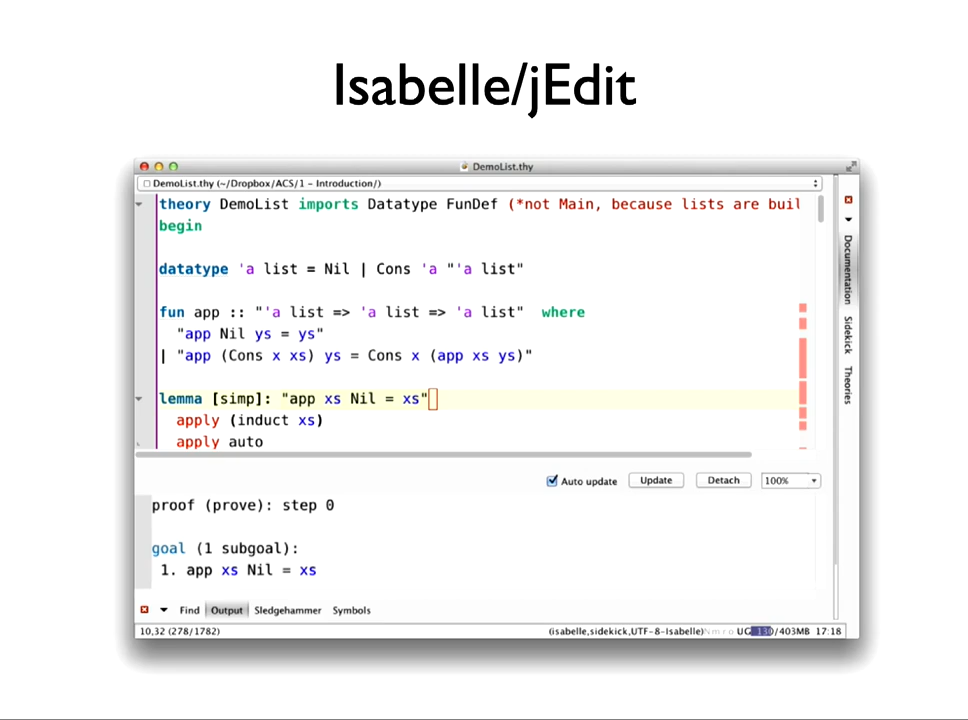 Isabelle/jEdit
DemoList.thy
DemoList.thy (~/Dropbox/ACS/1 – Introduction/)
theory DemoList imports Datatype FunDef (*not Main, because lists are buil
begin
datatype 'a list = Nil | Cons 'a "'a list"
fun app :: "'a list => 'a list => 'a list" where
"app Nil ys = ys"
| "app (Cons x xs) ys = Cons x (app xs ys)"
lemma [simp]: "app xs Nil = xs"
apply (induct xs)
apply auto
Documentation
Sidekick
Theories
Auto update
Update
Detach
100%
proof (prove): step 0
goal (1 subgoal):
1. app xs Nil = xs
Find Output Sledgehammer Symbols
10,32 (278/1782)
(isabelle,sidekick,UTF-8-Isabelle) N m r o UG 130/403MB 17:18